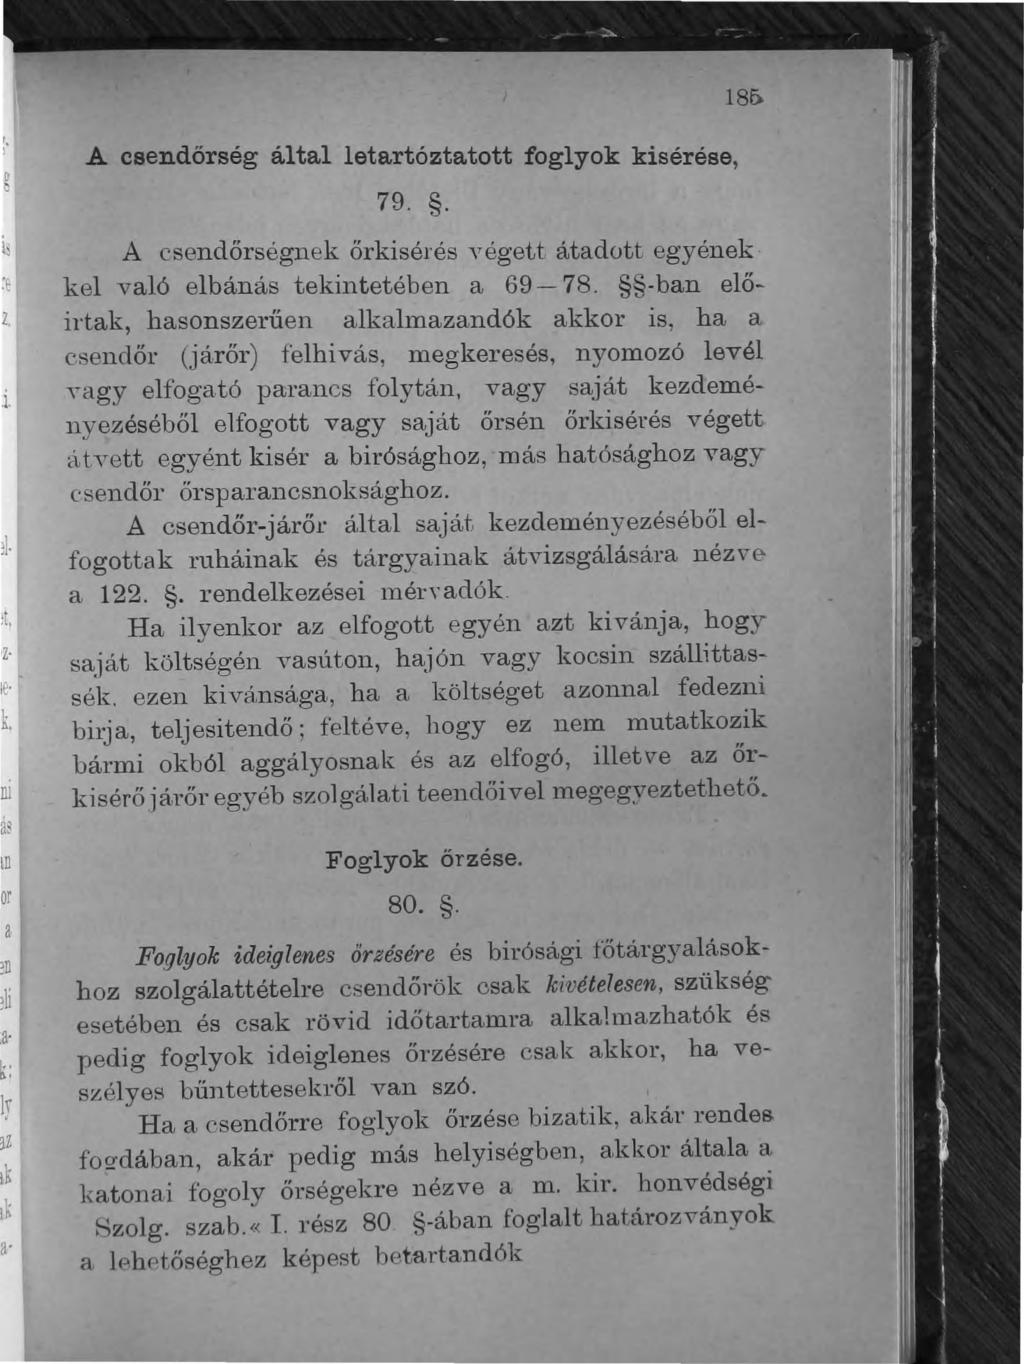 185
A csendőrség által letartóztatott foglyok kisérése,
79. §.
A csendőrségnek őrkisérés végett átadott egyének
kel való elbánás tekintetében a 69—78. §§-ban elő-
irtak, hasonszerűen alkalmazandók akkor is, ha a
csendőr (járőr) felhivás, megkeresés, nyomozó levél
vagy elfogató parancs folytán, vagy saját kezdemé-
nyezéséből elfogott vagy saját őrsén őrkisérés végett
átvett egyént kisér a birósághoz, más hatósághoz vagy
csendőr őrsparancsnoksághoz.
A csendőr-járőr által saját kezdeményezéséből el-
fogottak ruháinak és tárgyainak átvizsgálására nézve
a 122. §. rendelkezései mérvadók.
Ha ilyenkor az elfogott egyén azt kivánja, hogy
saját költségén vasúton, hajón vagy kocsin szállittas-
sék, ezen kivánsága, ha a költséget azonnal fedezni
birja, teljesitendő; feltéve, hogy ez nem mutatkozik
bármi okból aggályosnak és az elfogó, illetve az őr-
kisérő járőr egyéb szolgálati teendőivel megegyeztethető.
Foglyok őrzése.
80. §.
Foglyok ideiglenes őrzésére és birósági főtárgyalások-
hoz szolgálattételre csendőrök csak kivételesen, szükség
esetében és csak rövid időtartamra alkalmazhatók és
pedig foglyok ideiglenes őrzésére csak akkor, ha ve-
szélyes bűntettesekről van szó.
Ha a csendőrre foglyok őrzése bizatik, akár rendes
fogdában, akár pedig más helyiségben, akkor általa a
katonai fogoly őrségekre nézve a m. kir. honvédségi
Szolg. szab.« I. rész 80 §-ában foglalt határozványok
a lehetőséghez képest betartandók